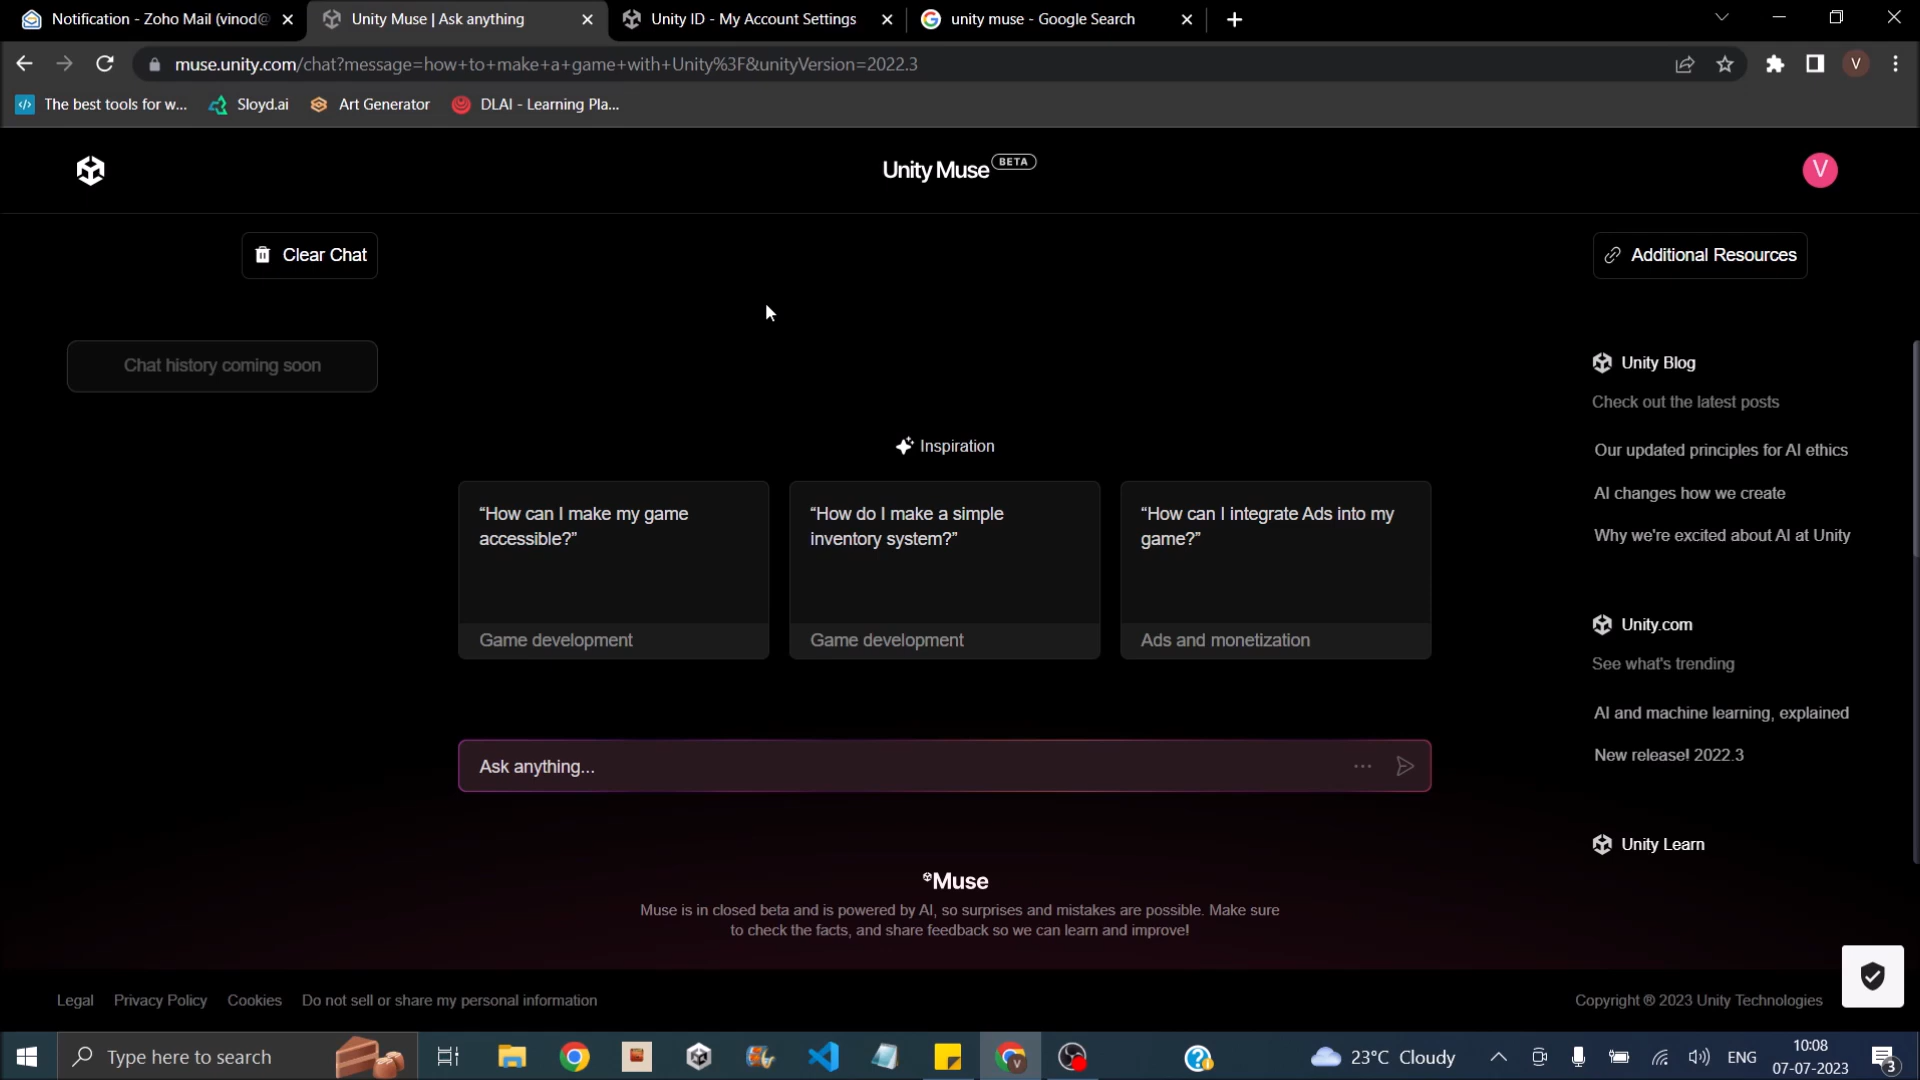 Notification - Zoho Mail (vinod@
Unity Muse | Ask anything
Unity ID - My Account Settings
unity muse - Google Search
muse.unity.com/chat?message=how+to+make+a+game+with+Unity%3F&unityVersion=2022.3
V
The best tools for w...
Sloyd.ai
Art Generator
DLAI - Learning Pla...
Unity Muse BETA
V
Clear Chat
Additional Resources
Chat history coming soon
Unity Blog
Check out the latest posts
Our updated principles for AI ethics
AI changes how we create
Why we're excited about AI at Unity
Inspiration
“How can I make my game
accessible?”
Game development
“How do I make a simple
inventory system?”
Game development
“How can I integrate Ads into my
game?”
Ads and monetization
Unity.com
See what's trending
AI and machine learning, explained
New release! 2022.3
Ask anything...
Unity Learn
Muse
Muse is in closed beta and is powered by AI, so surprises and mistakes are possible. Make sure
to check the facts, and share feedback so we can learn and improve!
Legal
Privacy Policy
Cookies
Do not sell or share my personal information
Copyright ® 2023 Unity Technologies
Type here to search
23°C Cloudy
ENG
10:08
07-07-2023
3